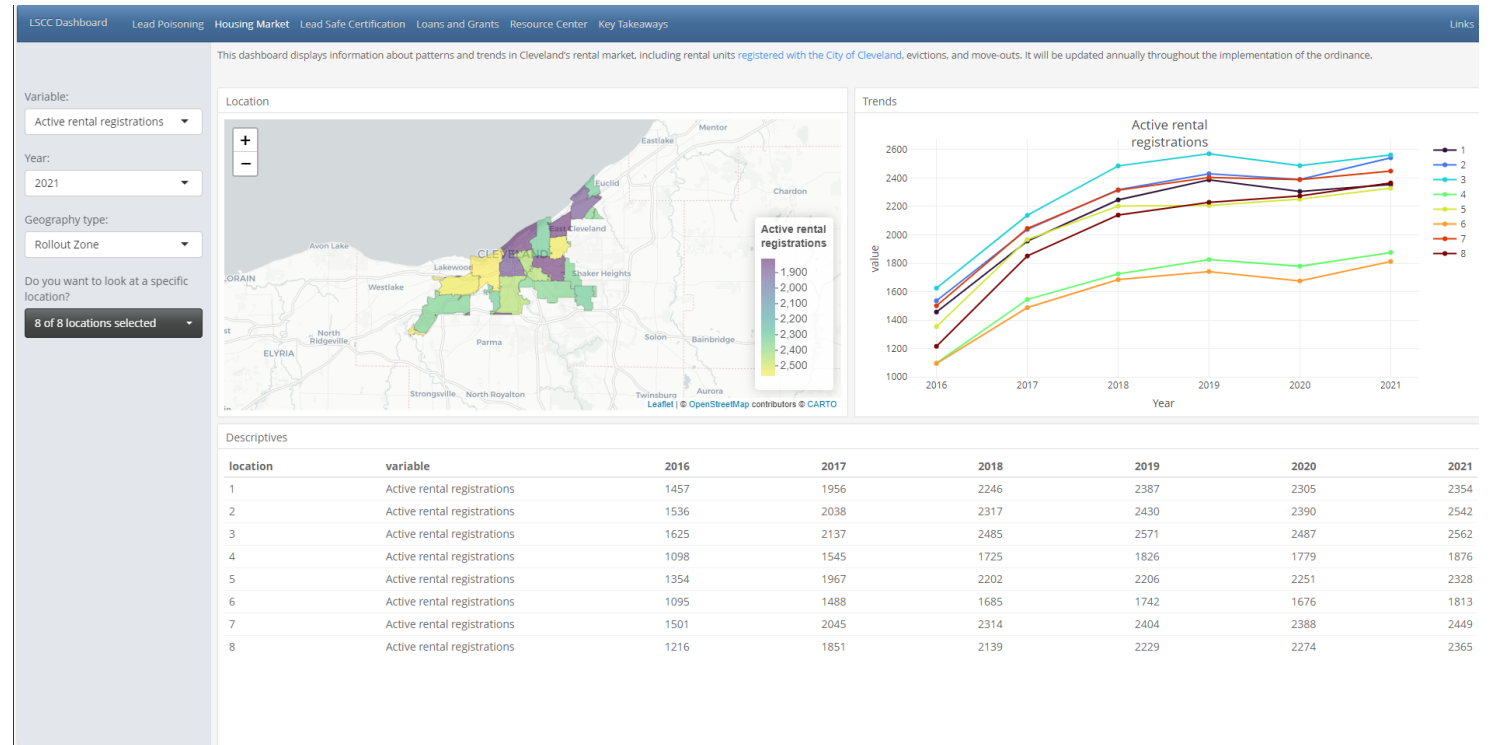 LSCC Dashboard Lead Poisoning Housing Market Lead Safe Certification Loans and Grants Resource Center Key Takeaways Links
This dashboard displays information about patterns and trends in Cleveland's rental market, including rental units registered with the City of Cleveland, evictions, and move-outs. It will be updated annually throughout the implementation of the ordinance.
Variable:
Active rental registrations
Year:
2021
Geography type:
Rollout Zone
Do you want to look at a specific
location?
8 of 8 locations selected
Location
+
−
Mentor
Eastlake
Euclid
Chardon
East Cleveland
Avon Lake
CLEVELAND
Lakewood
LORAIN
Westlake
Shaker Heights
North
Ridgeville
ELYRIA
Parma
Solon
Bainbridge
Strongsville
North Royalton
Twinsburg
Aurora
Active rental
registrations
1,900
2,000
2,100
2,200
2,300
2,400
2,500
Leaflet | © OpenStreetMap contributors © CARTO
Trends
Active rental
registrations
2600
2400
2200
2000
1800
1600
1400
1200
1000
value
2016 2017 2018 2019 2020 2021
Year
1
2
3
4
5
6
7
8
Descriptives
location variable 2016 2017 2018 2019 2020 2021
1 Active rental registrations 1457 1956 2246 2387 2305 2354
2 Active rental registrations 1536 2038 2317 2430 2390 2542
3 Active rental registrations 1625 2137 2485 2571 2487 2562
4 Active rental registrations 1098 1545 1725 1826 1779 1876
5 Active rental registrations 1354 1967 2202 2206 2251 2328
6 Active rental registrations 1095 1488 1685 1742 1676 1813
7 Active rental registrations 1501 2045 2314 2404 2388 2449
8 Active rental registrations 1216 1851 2139 2229 2274 2365